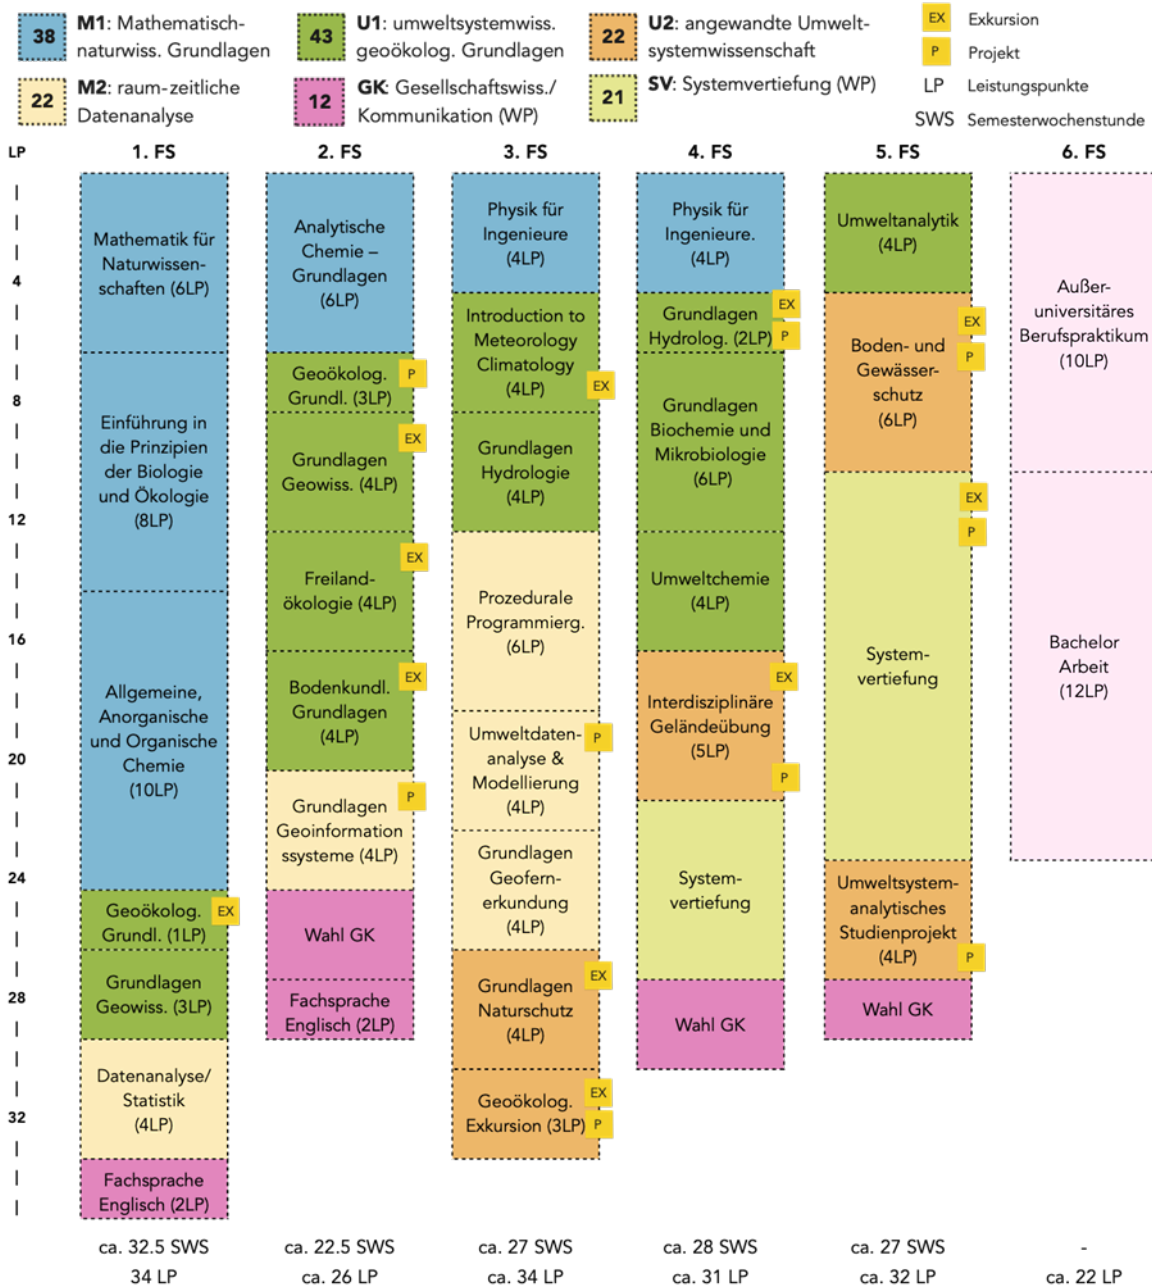 38
M1: Mathematisch-
naturwiss. Grundlagen
43
U1: umweltsystemwiss.
geoökolog. Grundlagen
22
U2: angewandte Umwelt-
systemwissenschaft
EX Exkursion
P Projekt
22
M2: raum-zeitliche
Datenanalyse
12
GK: Gesellschaftswiss./
Kommunikation (WP)
21
SV: Systemvertiefung (WP)
LP Leistungspunkte
SWS Semesterwochenstunde
LP
1. FS
2. FS
3. FS
4. FS
5. FS
6. FS
4
8
12
16
20
24
28
32
Mathematik für
Naturwissen-
schaften (6LP)
Einführung in
die Prinzipien
der Biologie
und Ökologie
(8LP)
Allgemeine,
Anorganische
und Organische
Chemie
(10LP)
Geoökolog.
Grundl. (1LP)
EX
Grundlagen
Geowiss. (3LP)
Datenanalyse/
Statistik
(4LP)
Fachsprache
Englisch (2LP)
ca. 32.5 SWS
34 LP
Analytische
Chemie –
Grundlagen
(6LP)
Geoökolog.
Grundl. (3LP)
P
Grundlagen
Geowiss. (4LP)
EX
Freiland-
ökologie (4LP)
EX
Bodenkundl.
Grundlagen
(4LP)
EX
Grundlagen
Geoinformation
ssysteme (4LP)
P
Wahl GK
Fachsprache
Englisch (2LP)
ca. 22.5 SWS
ca. 26 LP
Physik für
Ingenieure
(4LP)
Introduction to
Meteorology
Climatology
(4LP)
EX
Grundlagen
Hydrologie
(4LP)
Prozedurale
Programmierg.
(6LP)
Umweltdaten-
analyse &
Modellierung
(4LP)
P
Grundlagen
Geofern-
erkundung
(4LP)
Grundlagen
Naturschutz
(4LP)
EX
Geoökolog.
Exkursion (3LP)
EX
P
ca. 27 SWS
ca. 34 LP
Physik für
Ingenieure.
(4LP)
Grundlagen
Hydrolog. (2LP)
EX
P
Grundlagen
Biochemie und
Mikrobiologie
(6LP)
Umweltchemie
(4LP)
Interdisziplinäre
Geländeübung
(5LP)
EX
P
System-
vertiefung
Wahl GK
ca. 28 SWS
ca. 31 LP
Umweltanalytik
(4LP)
Boden- und
Gewässer-
schutz
(6LP)
EX
P
System-
vertiefung
EX
P
Umweltsystem-
analytisches
Studienprojekt
(4LP)
P
Wahl GK
ca. 27 SWS
ca. 32 LP
Außer-
universitäres
Berufspraktikum
(10LP)
Bachelor
Arbeit
(12LP)
-
ca. 22 LP